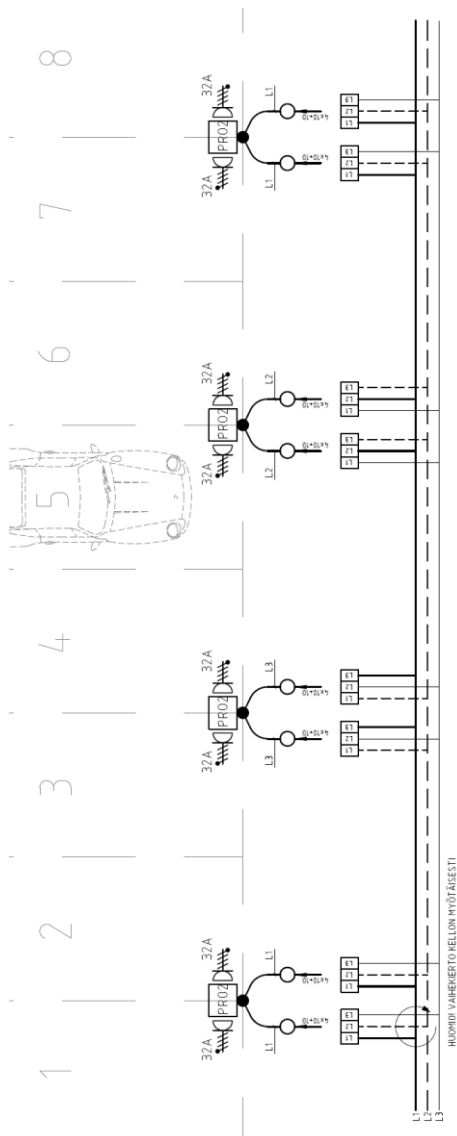 1 2 3 4 5 6 7 8
32A 32A 32A 32A 32A 32A 32A 32A
PRO2 PRO2 PRO2 PRO2
L1 L1 L3 L3 L2 L2 L1 L1
4x10+10 4x10+10 4x10+10 4x10+10 4x10+10 4x10+10 4x10+10 4x10+10
L1 L2 L3 L1 L2 L3 L1 L2 L3 L1 L2 L3 L1 L2 L3 L1 L2 L3 L1 L2 L3 L1 L2 L3
L1
L2
L3
HUOMIO! VAIHEKIERTO KELLON MYÖTÄISESTI